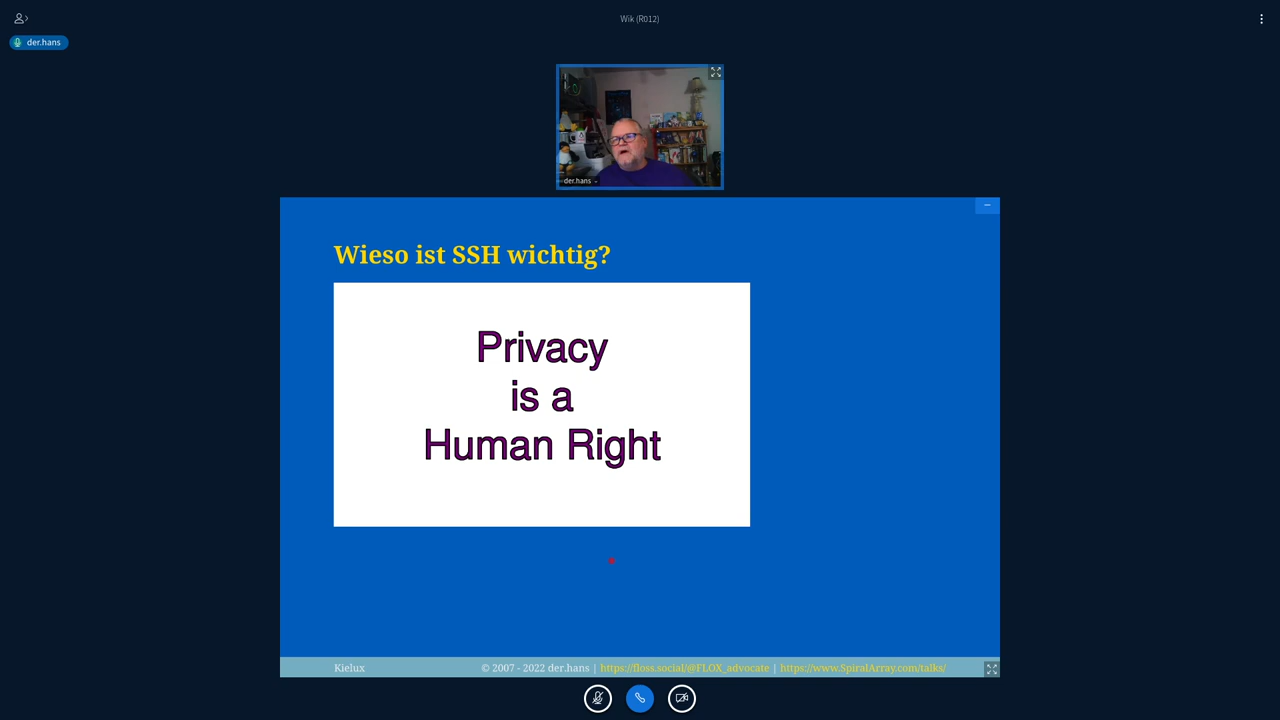 Wik (R012)
der.hans
der.hans
Wieso ist SSH wichtig?
Privacy
is a
Human Right
Kielux
© 2007 - 2022 der.hans | https://floss.social/@FLOX_advocate | https://www.SpiralArray.com/talks/